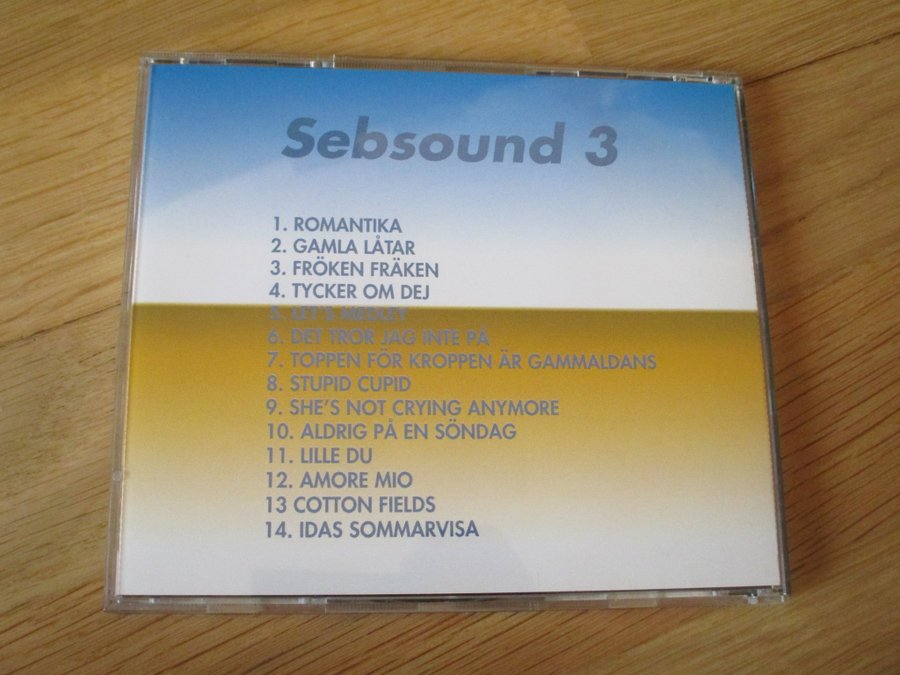 Sebsound 3
1. ROMANTIKA
2. GAMLA LÅTAR
3. FRÖKEN FRÄKEN
4. TYCKER OM DEJ
5. LET'S MEDLEY
6. DET TROR JAG INTE PÅ
7. TOPPEN FÖR KROPPEN ÄR GAMMALDANS
8. STUPID CUPID
9. SHE'S NOT CRYING ANYMORE
10. ALDRIG PÅ EN SÖNDAG
11. LILLE DU
12. AMORE MIO
13 COTTON FIELDS
14. IDAS SOMMARVISA